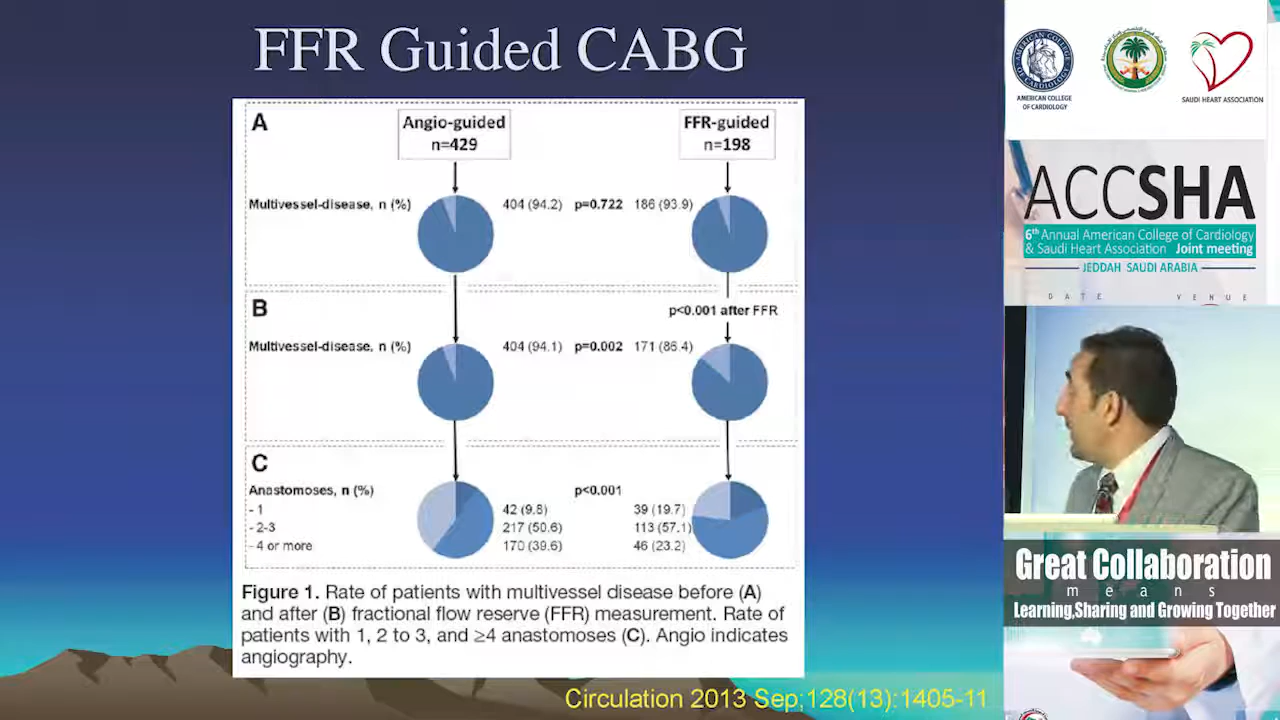 FFR Guided CABG
A
Angio-guided
n=429
FFR-guided
n=198
Multivessel-disease, n (%)
404 (94.2)
p=0.722
186 (93.9)
B
p<0.001 after FFR
Multivessel-disease, n (%)
404 (94.1)
p=0.002
171 (86.4)
C
Anastomoses, n (%)
p<0.001
- 1
42 (9.8)
39 (19.7)
- 2-3
217 (50.6)
113 (57.1)
- 4 or more
170 (39.6)
46 (23.2)
Figure 1. Rate of patients with multivessel disease before (A)
and after (B) fractional flow reserve (FFR) measurement. Rate of
patients with 1, 2 to 3, and ≥4 anastomoses (C). Angio indicates
angiography.
Circulation 2013 Sep;128(13):1405-11
AMERICAN COLLEGE
OF CARDIOLOGY
SAUDI HEART ASSOCIATION
ACCSHA
6th Annual American College of Cardiology
& Saudi Heart Association Joint meeting
JEDDAH SAUDI ARABIA
DATE
VENUE
Great Collaboration
means
Learning,Sharing and Growing Together